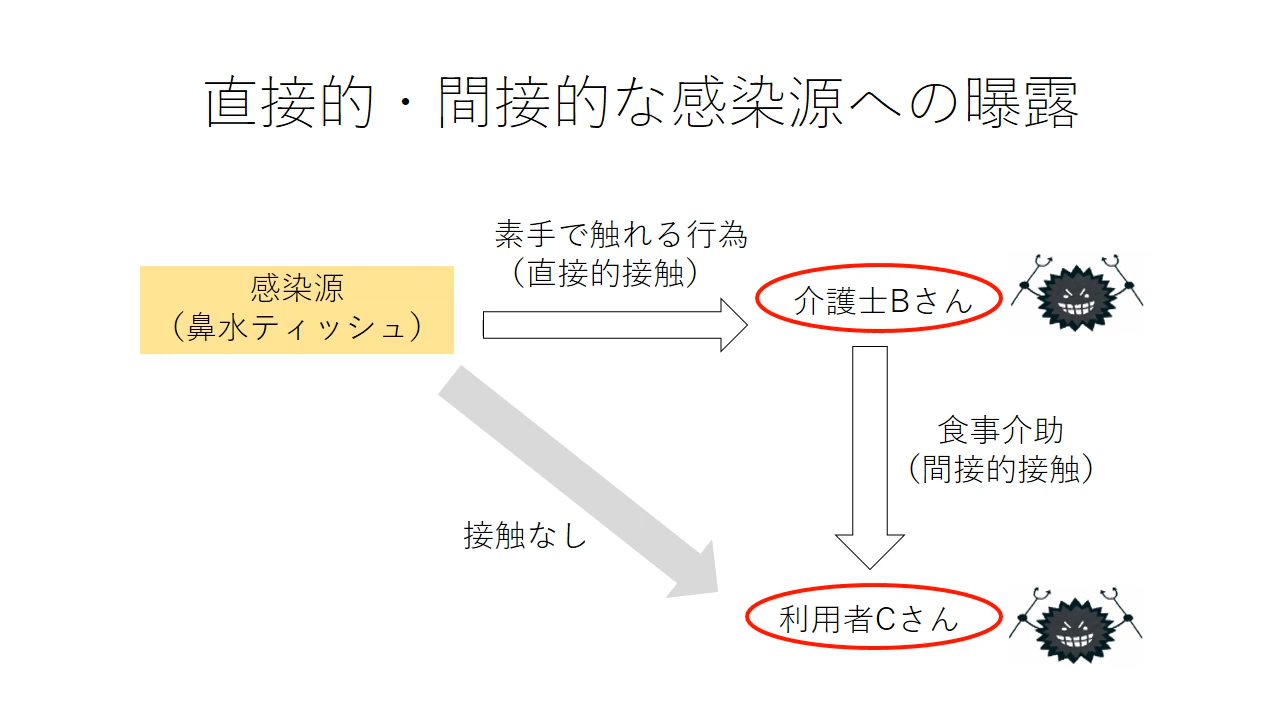 直接的・間接的な感染源への曝露
素手で触れる行為
（直接的接触）
感染源
（鼻水ティッシュ）
介護士Bさん
食事介助
（間接的接触）
接触なし
利用者Cさん